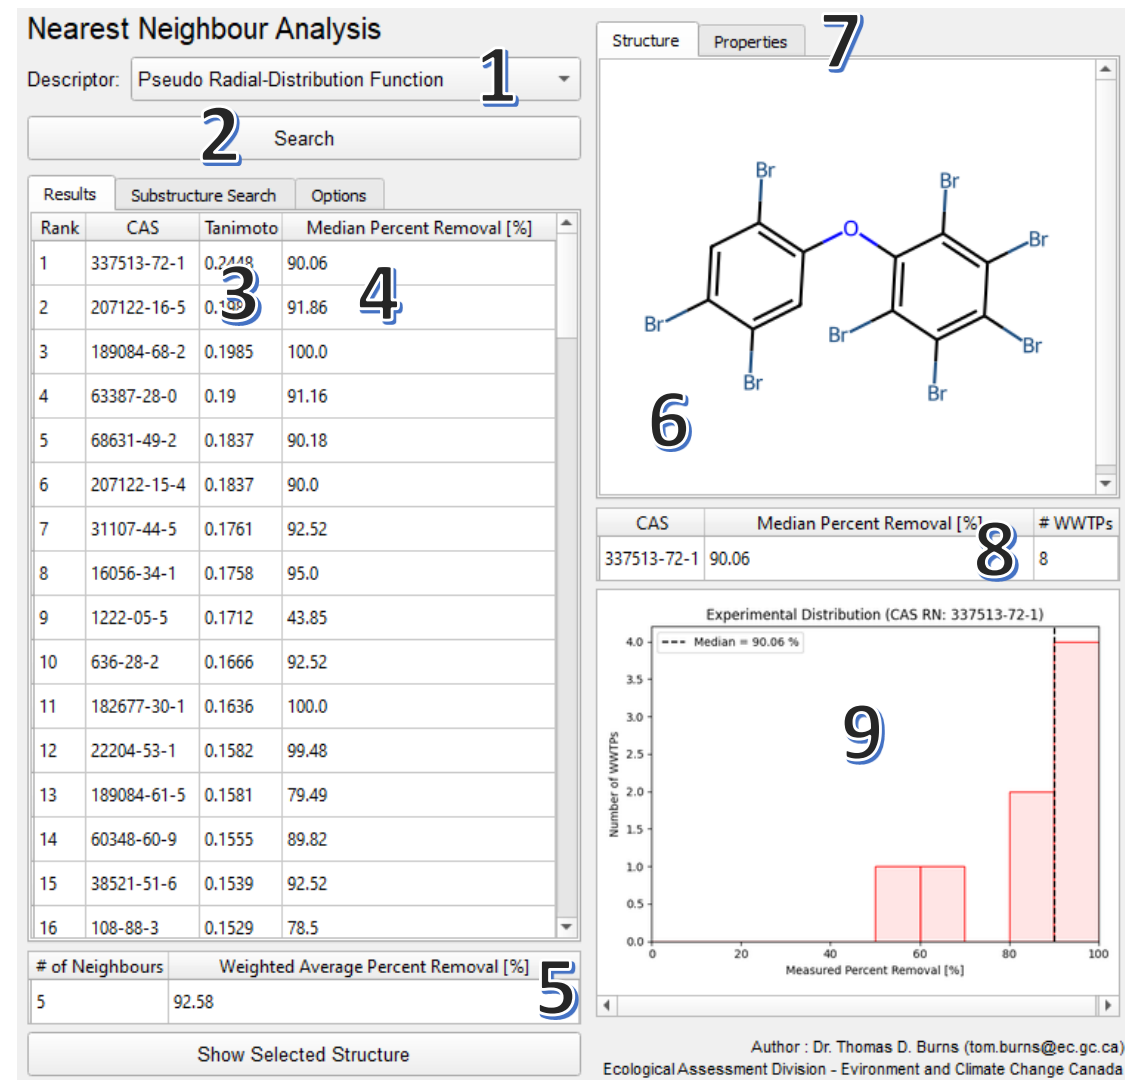 Nearest Neighbour Analysis
Descriptor: Pseudo Radial-Distribution Function 1
2 Search
Results Substructure Search Options
Rank CAS Tanimoto Median Percent Removal [%]
1 337513-72-1 0.2448 90.06
3 4
2 207122-16-5 91.86
3 189084-68-2 0.1985 100.0
4 63387-28-0 0.19 91.16
5 68631-49-2 0.1837 90.18
6 207122-15-4 0.1837 90.0
7 31107-44-5 0.1761 92.52
8 16056-34-1 0.1758 95.0
9 1222-05-5 0.1712 43.85
10 636-28-2 0.1666 92.52
11 182677-30-1 0.1636 100.0
12 22204-53-1 0.1582 99.48
13 189084-61-5 0.1581 79.49
14 60348-60-9 0.1555 89.82
15 38521-51-6 0.1539 92.52
16 108-88-3 0.1529 78.5
# of Neighbours Weighted Average Percent Removal [%] 5
5 92.58
Show Selected Structure
Structure Properties 7
Br
Br
O
Br
Br
Br
Br
Br
Br
6
CAS Median Percent Removal [%] # WWTPs
337513-72-1 90.06 8 8
Experimental Distribution (CAS RN: 337513-72-1)
Median = 90.06 %
4.0
3.5
3.0
2.5
2.0
1.5
1.0
0.5
0.0
Number of WWTPs
9
0 20 40 60 80 100
Measured Percent Removal [%]
Author : Dr. Thomas D. Burns (tom.burns@ec.gc.ca)
Ecological Assessment Division - Evironment and Climate Change Canada